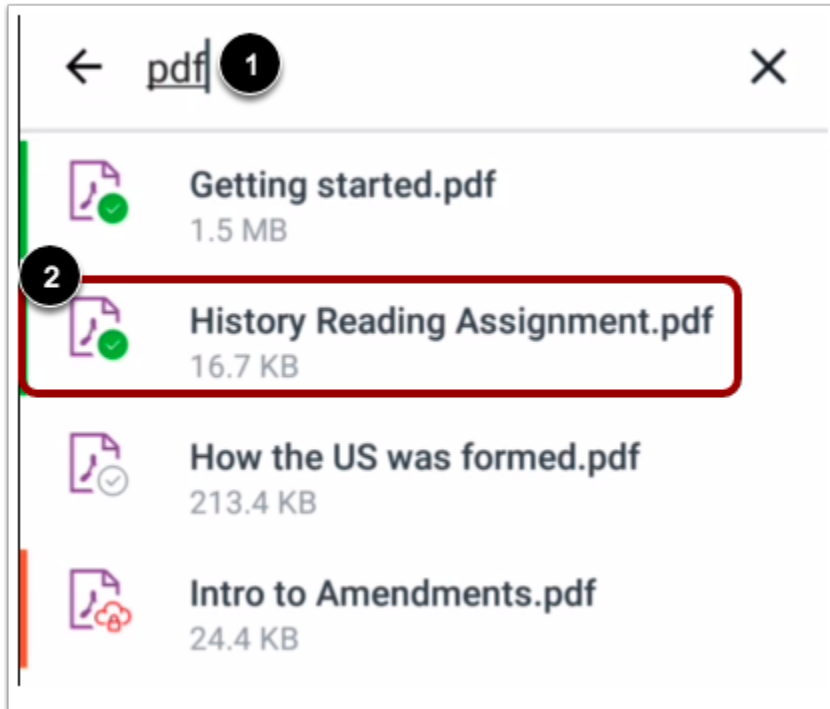 pdf 1
Getting started.pdf
1.5 MB
2
History Reading Assignment.pdf
16.7 KB
How the US was formed.pdf
213.4 KB
Intro to Amendments.pdf
24.4 KB